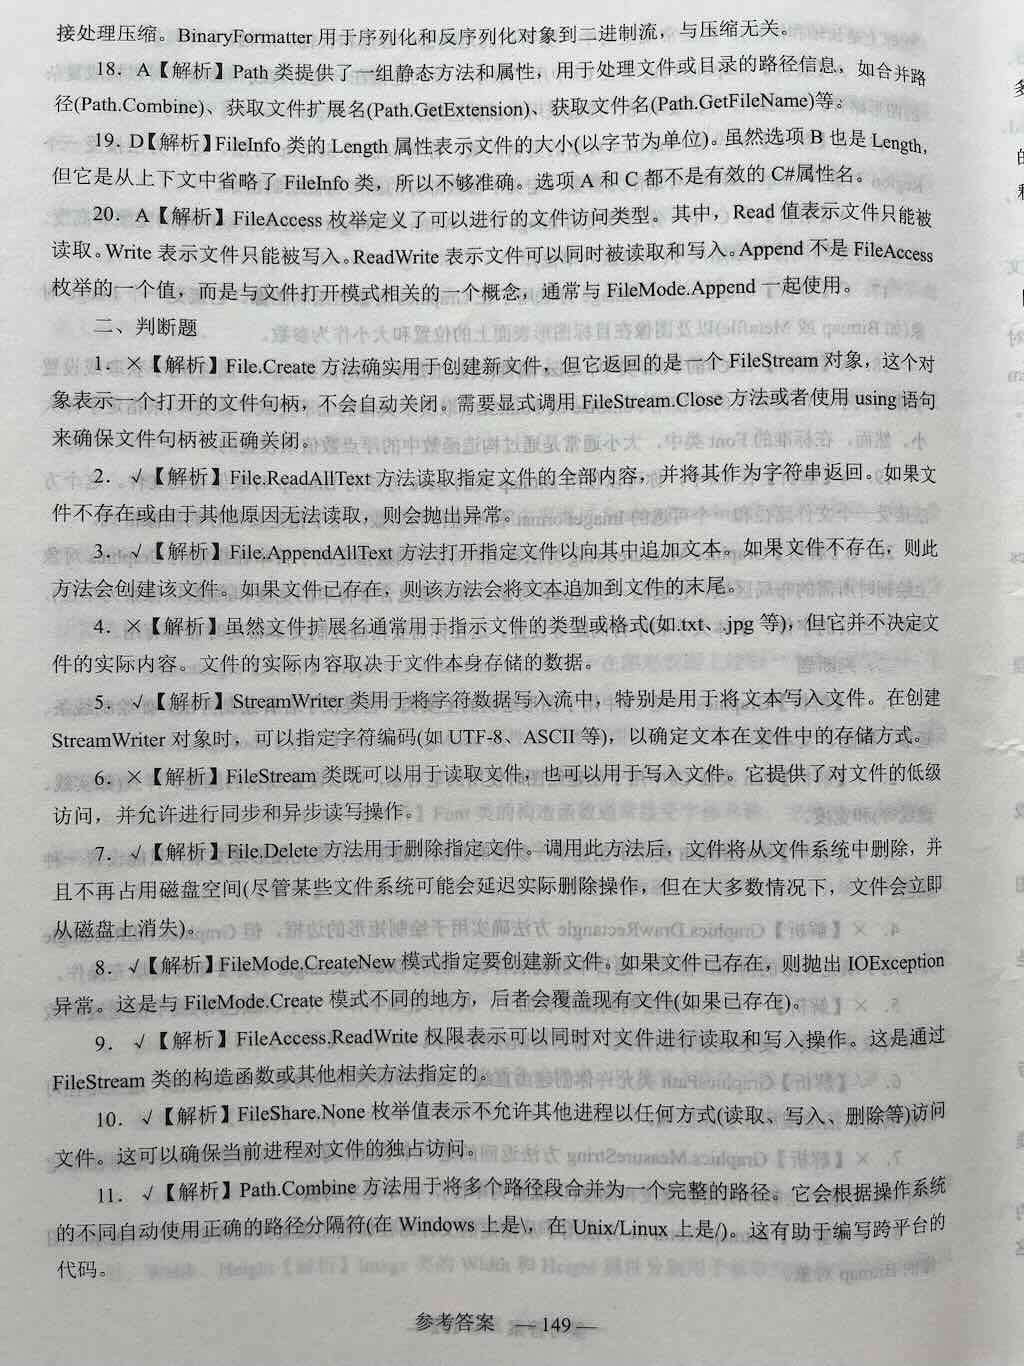 接处理压缩。BinaryFormatter 用于序列化和反序列化对象到二进制流，与压缩无关。
18．A【解析】Path 类提供了一组静态方法和属性，用于处理文件或目录的路径信息，如合并路
径(Path.Combine)、获取文件扩展名(Path.GetExtension)、获取文件名(Path.GetFileName)等。
19．D【解析】FileInfo 类的 Length 属性表示文件的大小(以字节为单位)。虽然选项 B 也是 Length，
但它是从上下文中省略了 FileInfo 类，所以不够准确。选项 A 和 C 都不是有效的 C#属性名。
20．A【解析】FileAccess 枚举定义了可以进行的文件访问类型。其中，Read 值表示文件只能被
读取。Write 表示文件只能被写入。ReadWrite 表示文件可以同时被读取和写入。Append 不是 FileAccess
枚举的一个值，而是与文件打开模式相关的一个概念，通常与 FileMode.Append 一起使用。
二、判断题
1．×【解析】File.Create 方法确实用于创建新文件，但它返回的是一个 FileStream 对象，这个对
象表示一个打开的文件句柄，不会自动关闭。需要显式调用 FileStream.Close 方法或者使用 using 语句
来确保文件句柄被正确关闭。
2．√【解析】File.ReadAllText 方法读取指定文件的全部内容，并将其作为字符串返回。如果文
件不存在或由于其他原因无法读取，则会抛出异常。
3．√【解析】File.AppendAllText 方法打开指定文件以向其中追加文本。如果文件不存在，则此
方法会创建该文件。如果文件已存在，则该方法会将文本追加到文件的末尾。
4．×【解析】虽然文件扩展名通常用于指示文件的类型或格式(如.txt、.jpg 等)，但它并不决定文
件的实际内容。文件的实际内容取决于文件本身存储的数据。
5．√【解析】StreamWriter 类用于将字符数据写入流中，特别是用于将文本写入文件。在创建
StreamWriter 对象时，可以指定字符编码(如 UTF-8、ASCII 等)，以确定文本在文件中的存储方式。
6．×【解析】FileStream 类既可以用于读取文件，也可以用于写入文件。它提供了对文件的低级
访问，并允许进行同步和异步读写操作。
7．√【解析】File.Delete 方法用于删除指定文件。调用此方法后，文件将从文件系统中删除，并
且不再占用磁盘空间(尽管某些文件系统可能会延迟实际删除操作，但在大多数情况下，文件会立即
从磁盘上消失)。
8．√【解析】FileMode.CreateNew 模式指定要创建新文件。如果文件已存在，则抛出 IOException
异常。这是与 FileMode.Create 模式不同的地方，后者会覆盖现有文件(如果已存在)。
9．√【解析】FileAccess.ReadWrite 权限表示可以同时对文件进行读取和写入操作。这是通过
FileStream 类的构造函数或其他相关方法指定的。
10．√【解析】FileShare.None 枚举值表示不允许其他进程以任何方式(读取、写入、删除等)访问
文件。这可以确保当前进程对文件的独占访问。
11．√【解析】Path.Combine 方法用于将多个路径段合并为一个完整的路径。它会根据操作系统
的不同自动使用正确的路径分隔符(在 Windows 上是\，在 Unix/Linux 上是/)。这有助于编写跨平台的
代码。
参考答案 — 149 —